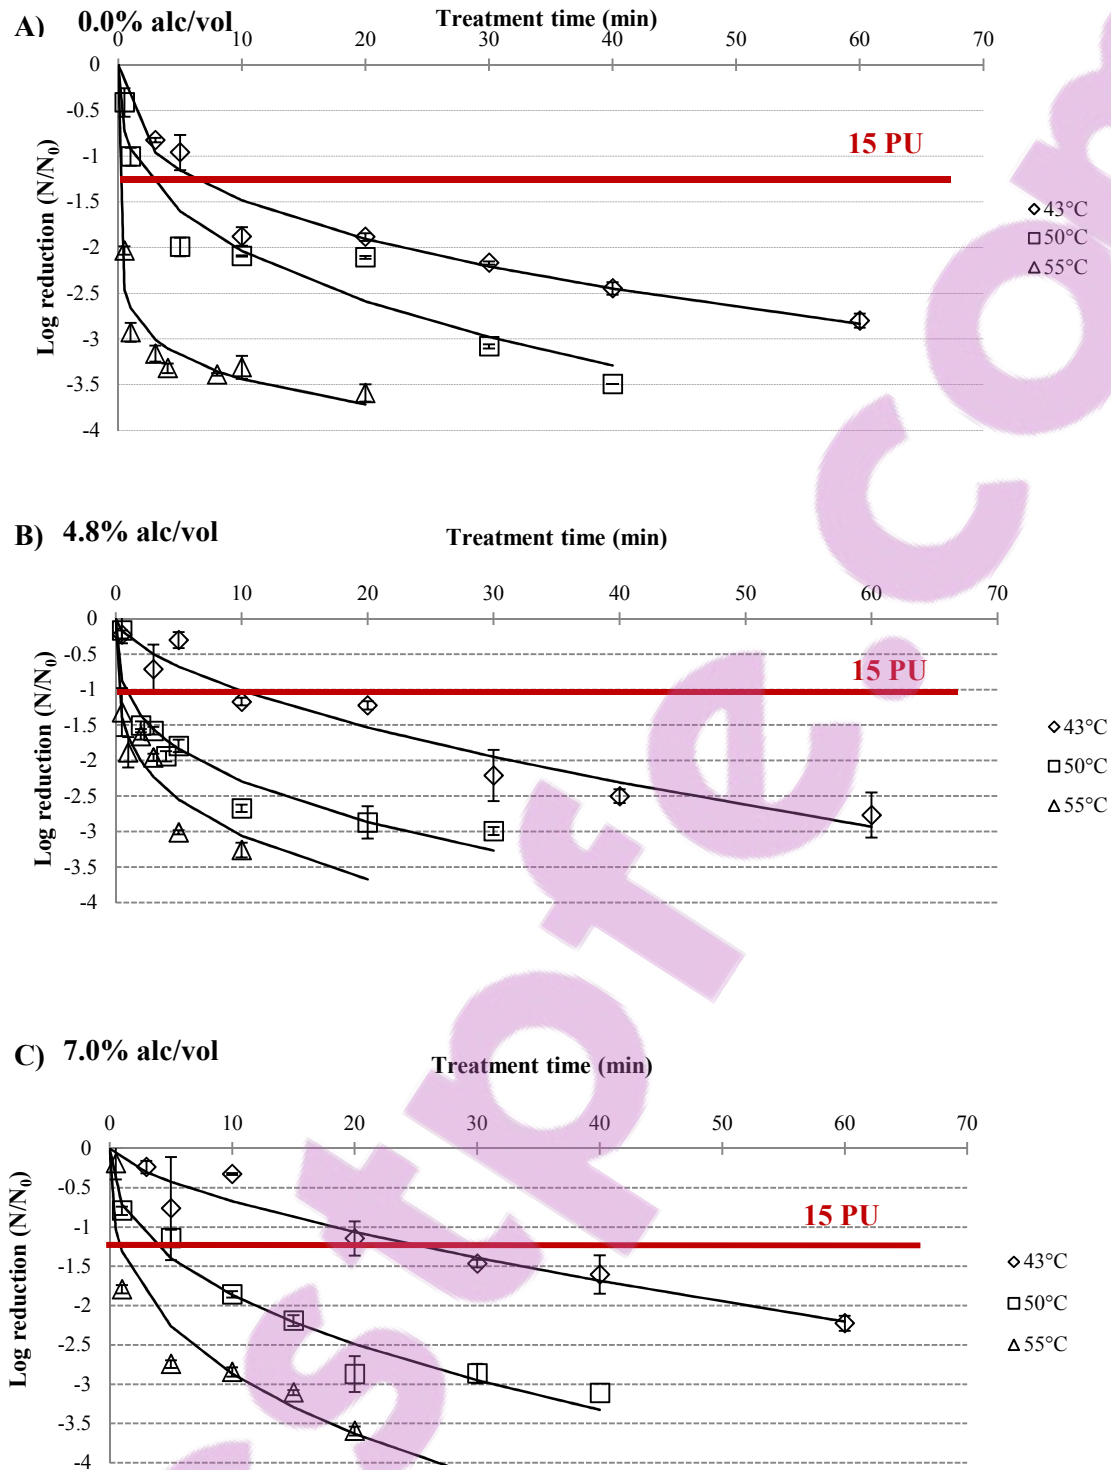 A) 0.0% alc/vol
Treatment time (min)
0 10 20 30 40 50 60 70
0
-0.5
-1
-1.5
-2
-2.5
-3
-3.5
-4
Log reduction (N/N0)
15 PU
43°C
50°C
55°C
B) 4.8% alc/vol
Treatment time (min)
0 10 20 30 40 50 60 70
0
-0.5
-1
-1.5
-2
-2.5
-3
-3.5
-4
Log reduction (N/N0)
15 PU
43°C
50°C
55°C
C) 7.0% alc/vol
Treatment time (min)
0 10 20 30 40 50 60 70
0
-0.5
-1
-1.5
-2
-2.5
-3
-3.5
-4
Log reduction (N/N0)
15 PU
43°C
50°C
55°C
stpfe.com